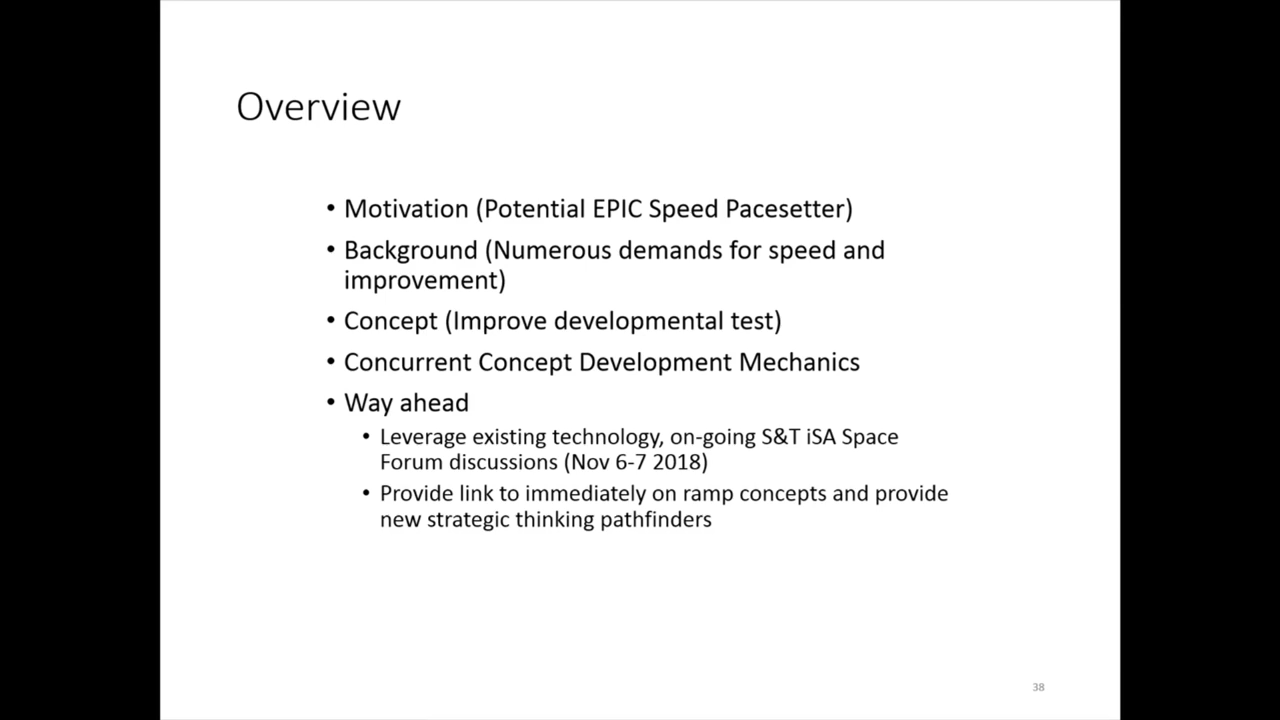 Overview
• Motivation (Potential EPIC Speed Pacesetter)
• Background (Numerous demands for speed and
improvement)
• Concept (Improve developmental test)
• Concurrent Concept Development Mechanics
• Way ahead
• Leverage existing technology, on-going S&T iSA Space
Forum discussions (Nov 6-7 2018)
• Provide link to immediately on ramp concepts and provide
new strategic thinking pathfinders
38